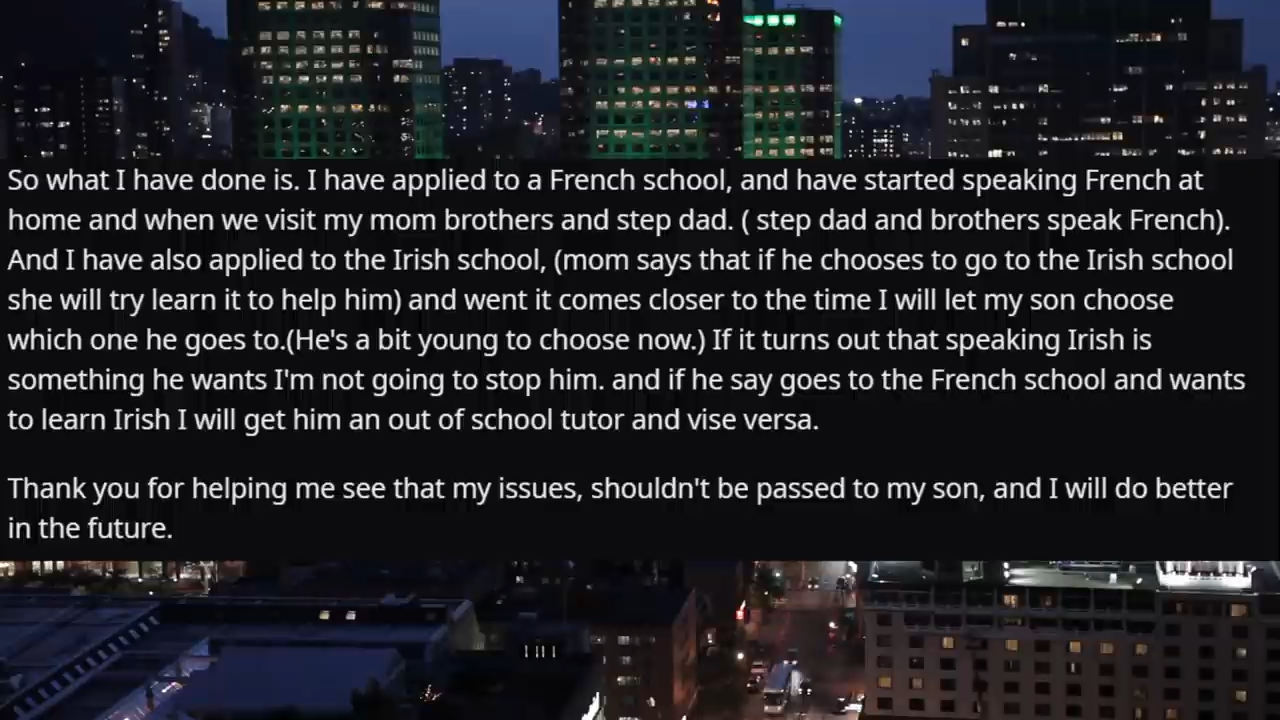 So what I have done is. I have applied to a French school, and have started speaking French at
home and when we visit my mom brothers and step dad. ( step dad and brothers speak French).
And I have also applied to the Irish school, (mom says that if he chooses to go to the Irish school
she will try learn it to help him) and went it comes closer to the time I will let my son choose
which one he goes to.(He's a bit young to choose now.) If it turns out that speaking Irish is
something he wants I'm not going to stop him. and if he say goes to the French school and wants
to learn Irish I will get him an out of school tutor and vise versa.
Thank you for helping me see that my issues, shouldn't be passed to my son, and I will do better
in the future.